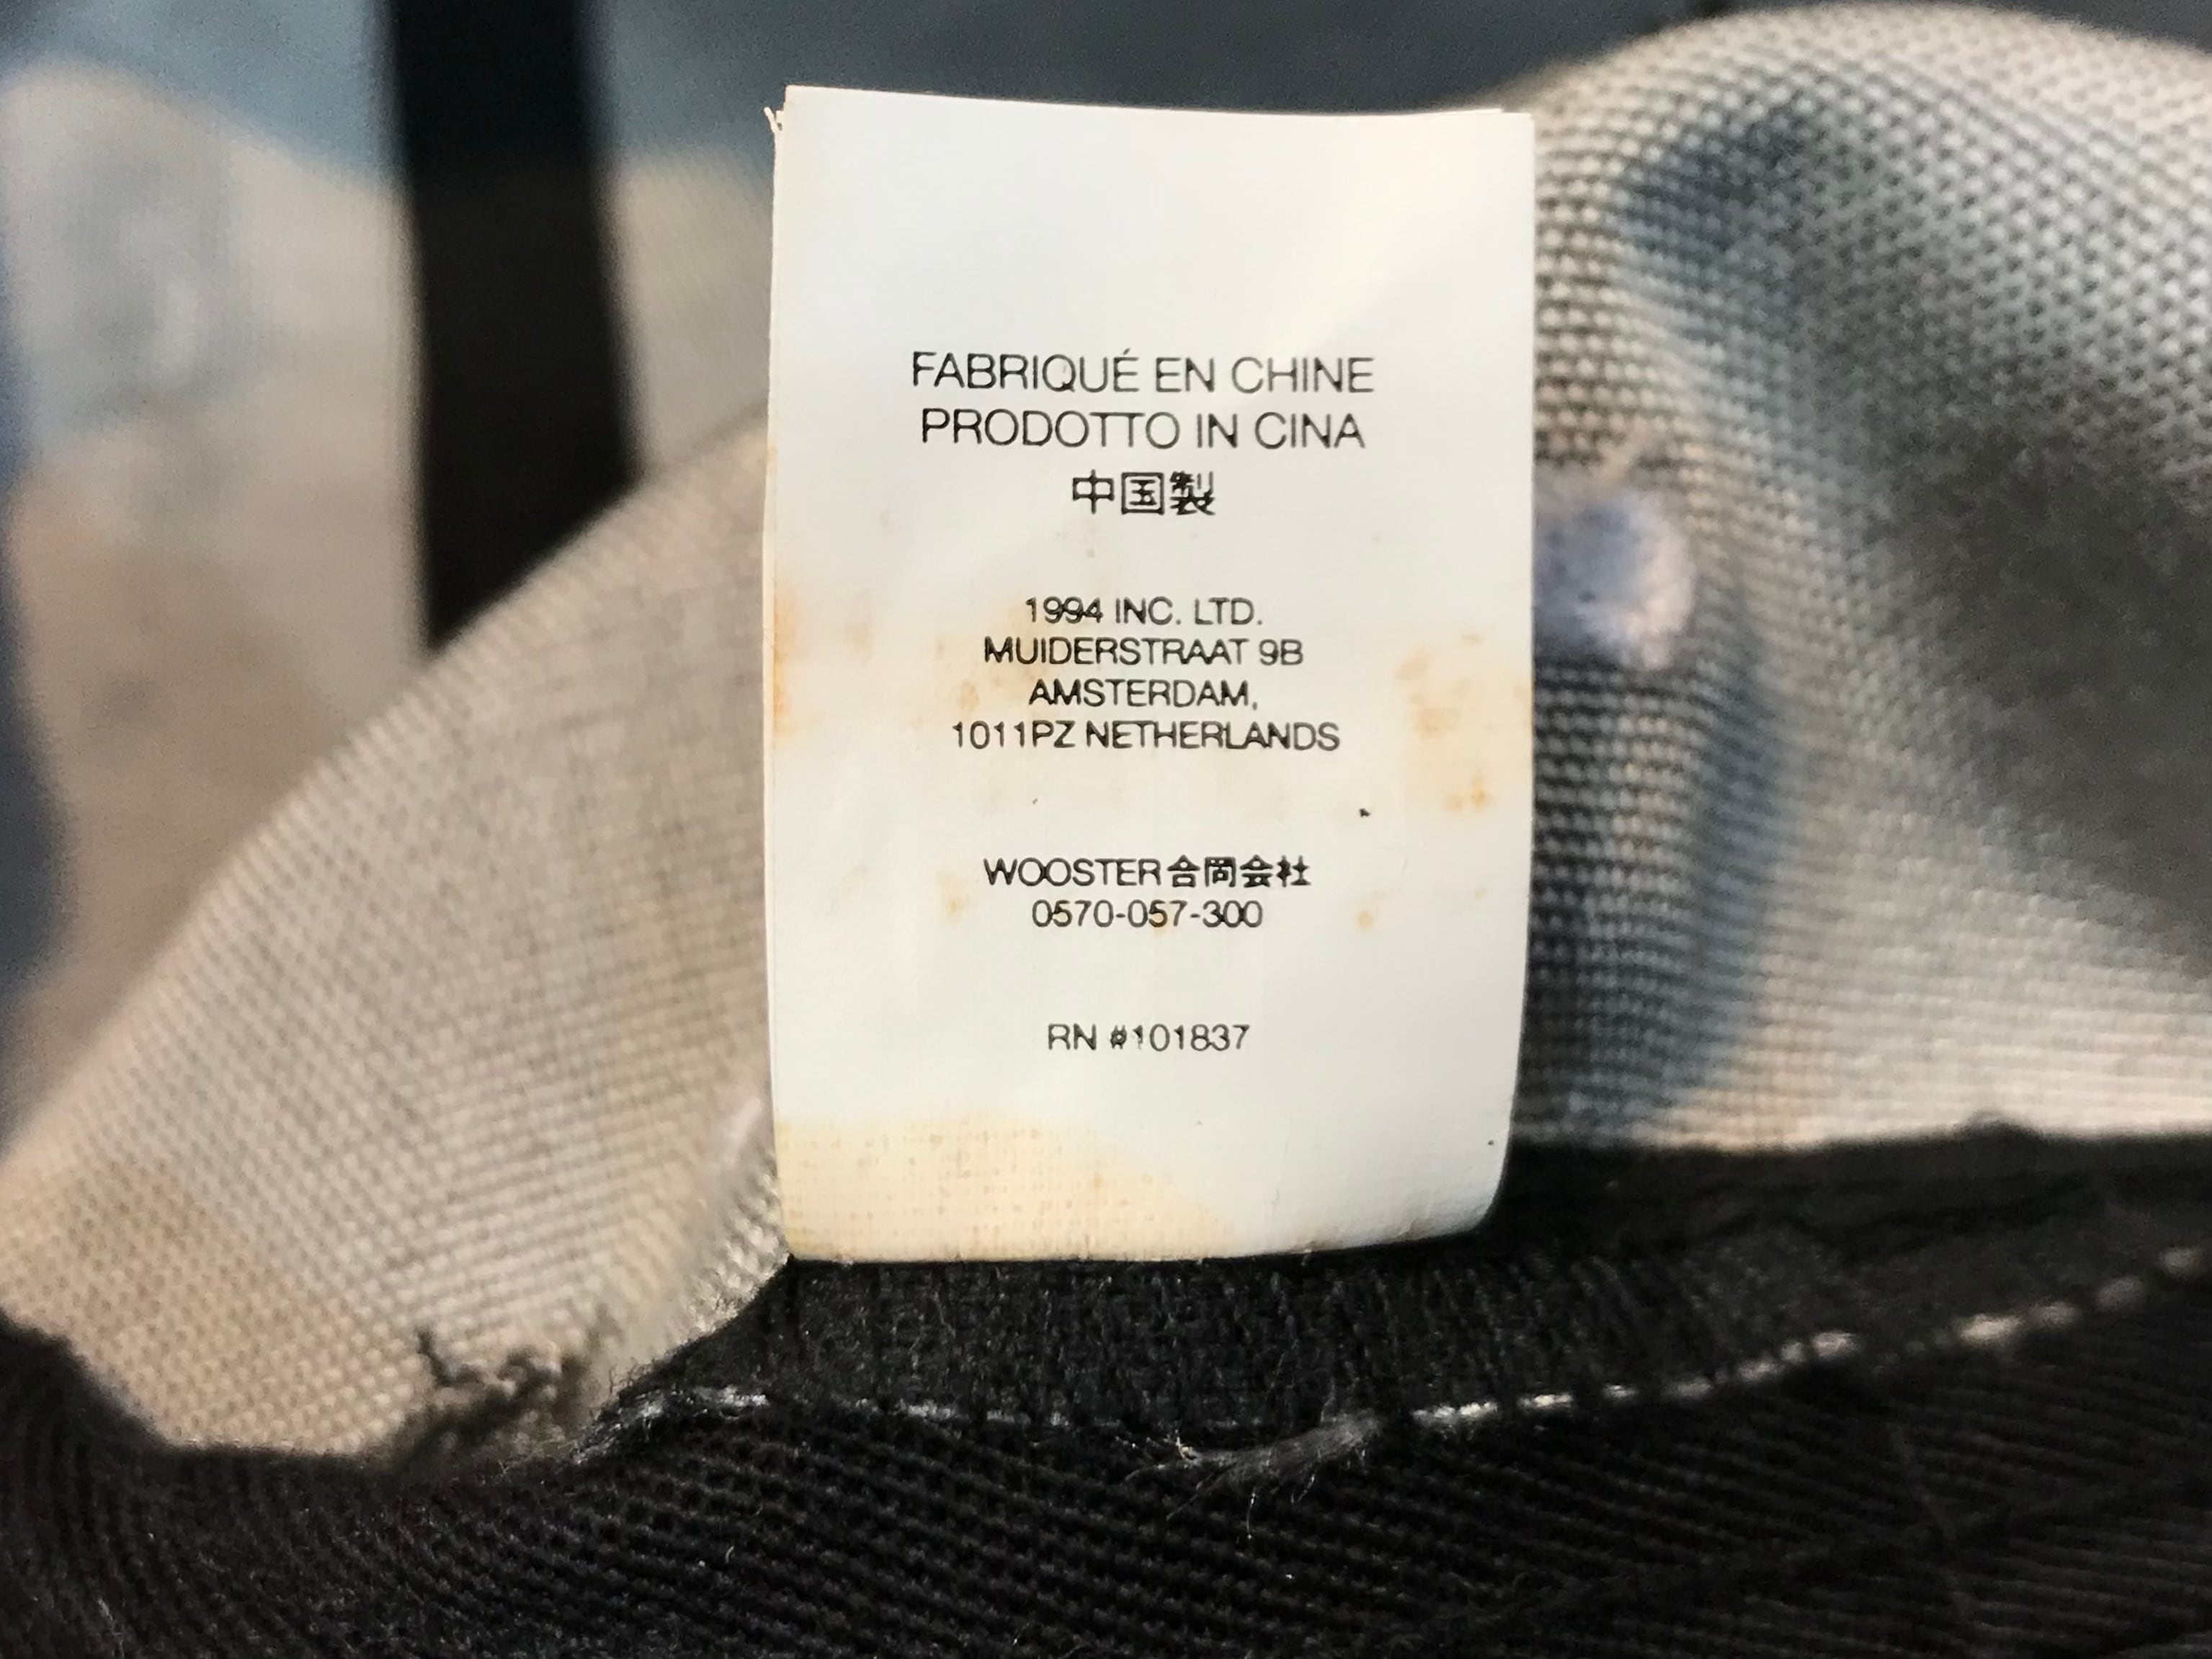 FABRIQUÉ EN CHINE
PRODOTTO IN CINA
中国製
1994 INC. LTD.
MUIDERSTRAAT 9B
AMSTERDAM,
1011PZ NETHERLANDS
WOOSTER合同会社
0570-057-300
RN #101837